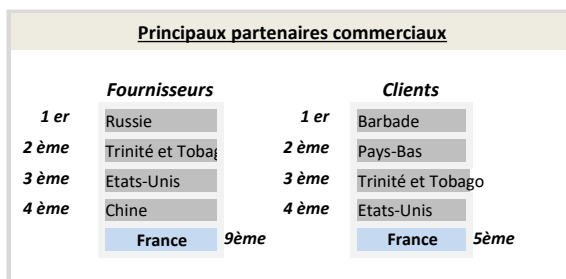 Principaux partenaires commerciaux
Fournisseurs Clients
1 er Russie 1 er Barbade
2 ème Trinité et Tobag 2 ème Pays-Bas
3 ème Etats-Unis 3 ème Trinité et Tobago
4 ème Chine 4 ème Etats-Unis
France 9ème France 5ème